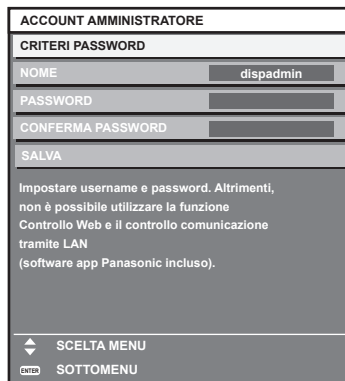 ACCOUNT AMMINISTRATORE
CRITERI PASSWORD
NOME dispadmin
PASSWORD
CONFERMA PASSWORD
SALVA
Impostare username e password. Altrimenti,
non è possibile utilizzare la funzione
Controllo Web e il controllo comunicazione
tramite LAN
(software app Panasonic incluso).
SCELTA MENU
ENTER SOTTOMENU